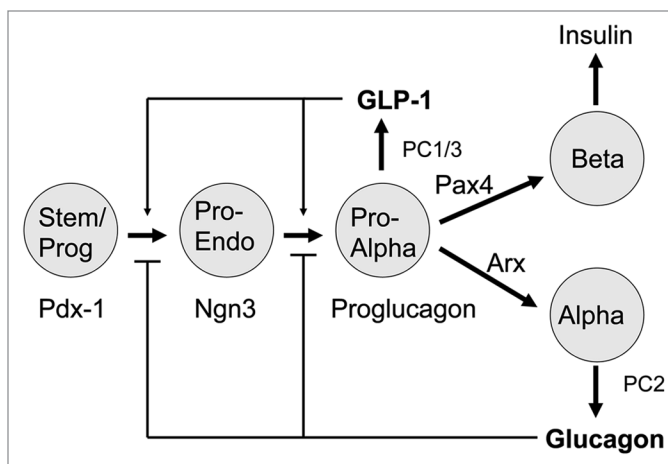 Insulin
GLP-1
PC1/3
Beta
Pax4
Stem/
Prog
Pro-
Endo
Pro-
Alpha
Arx
Pdx-1
Ngn3
Proglucagon
Alpha
PC2
Glucagon